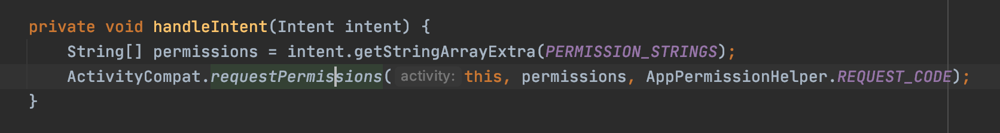 private void handleIntent(Intent intent) {
String[] permissions = intent.getStringArrayExtra(PERMISSION_STRINGS);
ActivityCompat.requestPermissions( activity: this, permissions, AppPermissionHelper.REQUEST_CODE);
}